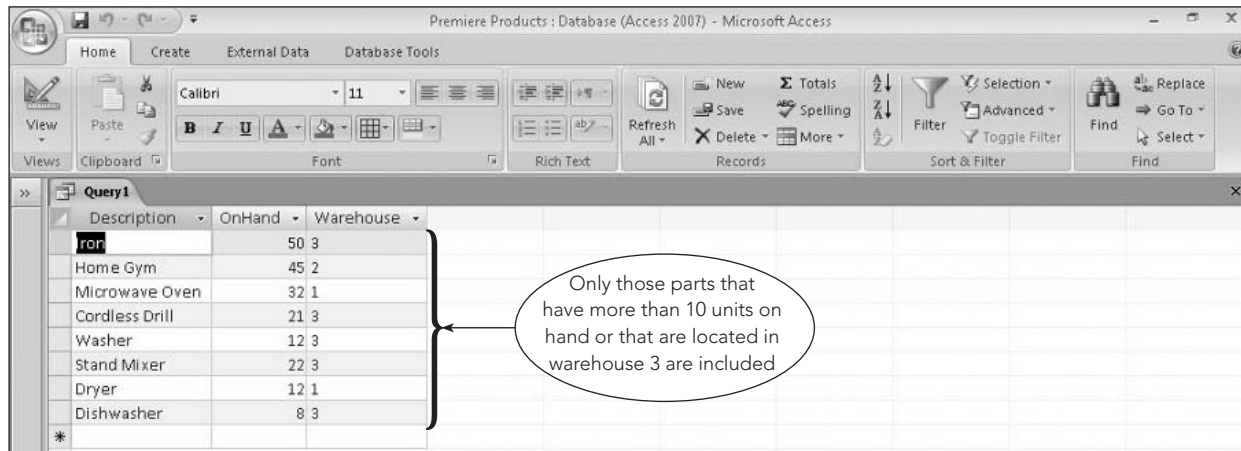 Premiere Products : Database (Access 2007) - Microsoft Access
Home Create External Data Database Tools
View
Views
Paste
Clipboard
Calibri 11
B I U A
Font
Rich Text
Refresh All
New
Save
Delete
Σ Totals
Spelling
More
Records
Filter
Selection
Advanced
Toggle Filter
Sort & Filter
Find
Replace
Go To
Select
Find
Query1
Description OnHand Warehouse
Iron 50 3
Home Gym 45 2
Microwave Oven 32 1
Cordless Drill 21 3
Washer 12 3
Stand Mixer 22 3
Dryer 12 1
Dishwasher 8 3
Only those parts that
have more than 10 units on
hand or that are located in
warehouse 3 are included